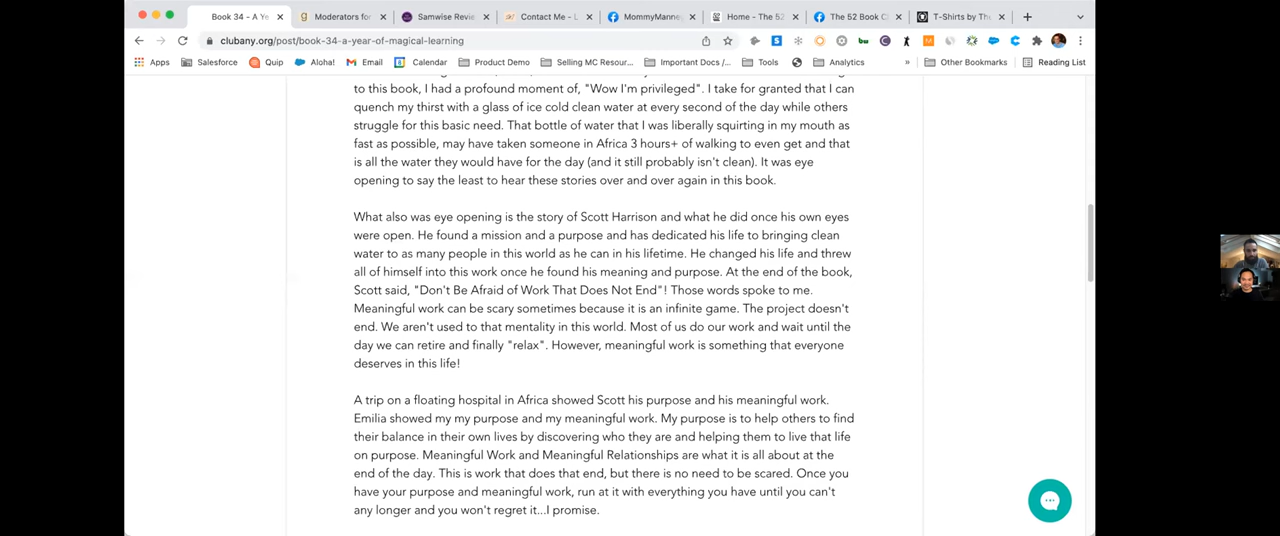 Book 34 - A Ye
Moderators for
Samwise Revie
Contact Me - L
MommyManne
Home - The 52
The 52 Book C
T-Shirts by The
clubany.org/post/book-34-a-year-of-magical-learning
Apps
Salesforce
Quip
Aloha!
Email
Calendar
Product Demo
Selling MC Resour...
Important Docs /...
Tools
Analytics
»
Other Bookmarks
Reading List
to this book, I had a profound moment of, "Wow I'm privileged". I take for granted that I can
quench my thirst with a glass of ice cold clean water at every second of the day while others
struggle for this basic need. That bottle of water that I was liberally squirting in my mouth as
fast as possible, may have taken someone in Africa 3 hours+ of walking to even get and that
is all the water they would have for the day (and it still probably isn't clean). It was eye
opening to say the least to hear these stories over and over again in this book.
What also was eye opening is the story of Scott Harrison and what he did once his own eyes
were open. He found a mission and a purpose and has dedicated his life to bringing clean
water to as many people in this world as he can in his lifetime. He changed his life and threw
all of himself into this work once he found his meaning and purpose. At the end of the book,
Scott said, "Don't Be Afraid of Work That Does Not End"! Those words spoke to me.
Meaningful work can be scary sometimes because it is an infinite game. The project doesn't
end. We aren't used to that mentality in this world. Most of us do our work and wait until the
day we can retire and finally "relax". However, meaningful work is something that everyone
deserves in this life!
A trip on a floating hospital in Africa showed Scott his purpose and his meaningful work.
Emilia showed my my purpose and my meaningful work. My purpose is to help others to find
their balance in their own lives by discovering who they are and helping them to live that life
on purpose. Meaningful Work and Meaningful Relationships are what it is all about at the
end of the day. This is work that does that end, but there is no need to be scared. Once you
have your purpose and meaningful work, run at it with everything you have until you can't
any longer and you won't regret it...I promise.